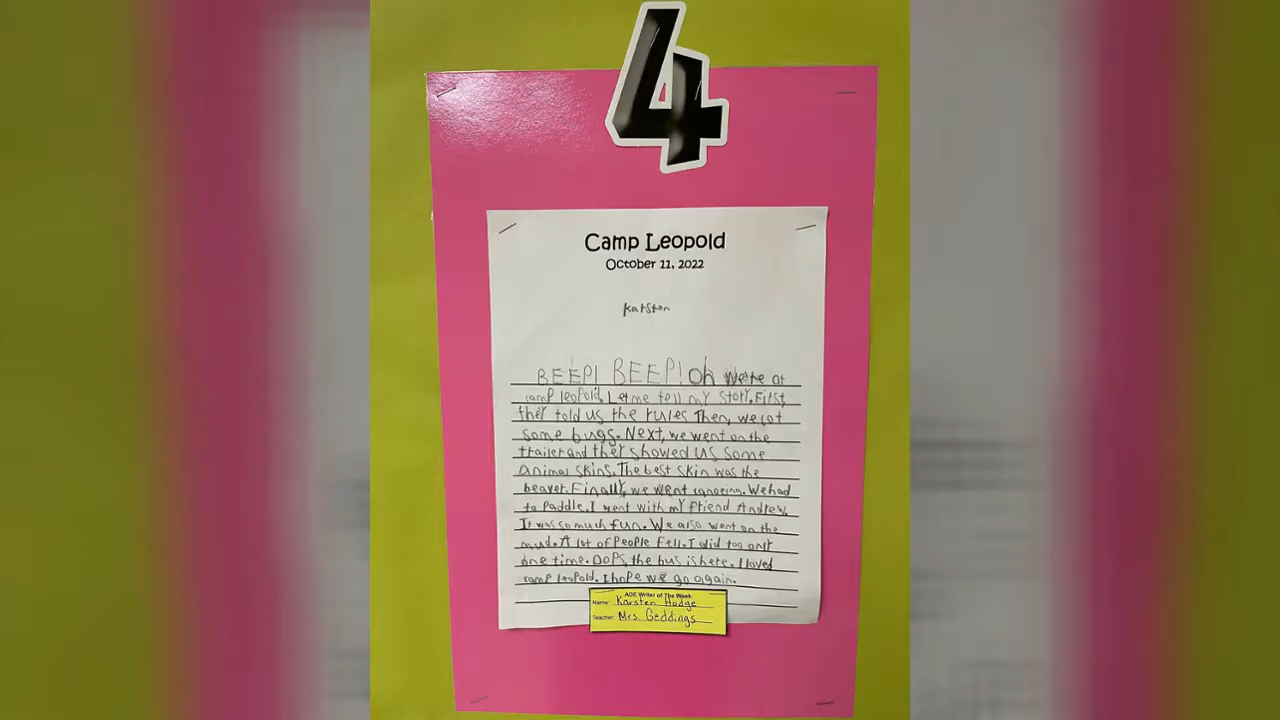 4
Camp Leopold
October 11, 2022
Karsten
BEEP! BEEP! Oh We're at
camp leopold. Let me tell my story. First,
they told us the rules Then, we got
some bugs. Next, we went on the
trailer and they showed us some
animal skins. The best skin was the
beaver. Finally, we went canoeing. We had
to Paddle. I went with my friend Andrew.
It was so much fun. We also went on the
mud. A lot of people fell. I did too only
one time. OOPS, the bus is here. I loved
camp leopold. I hope we go again.
ADE Writer of The Week
Name: Karsten Hodge
Teacher: Mrs. Geddings